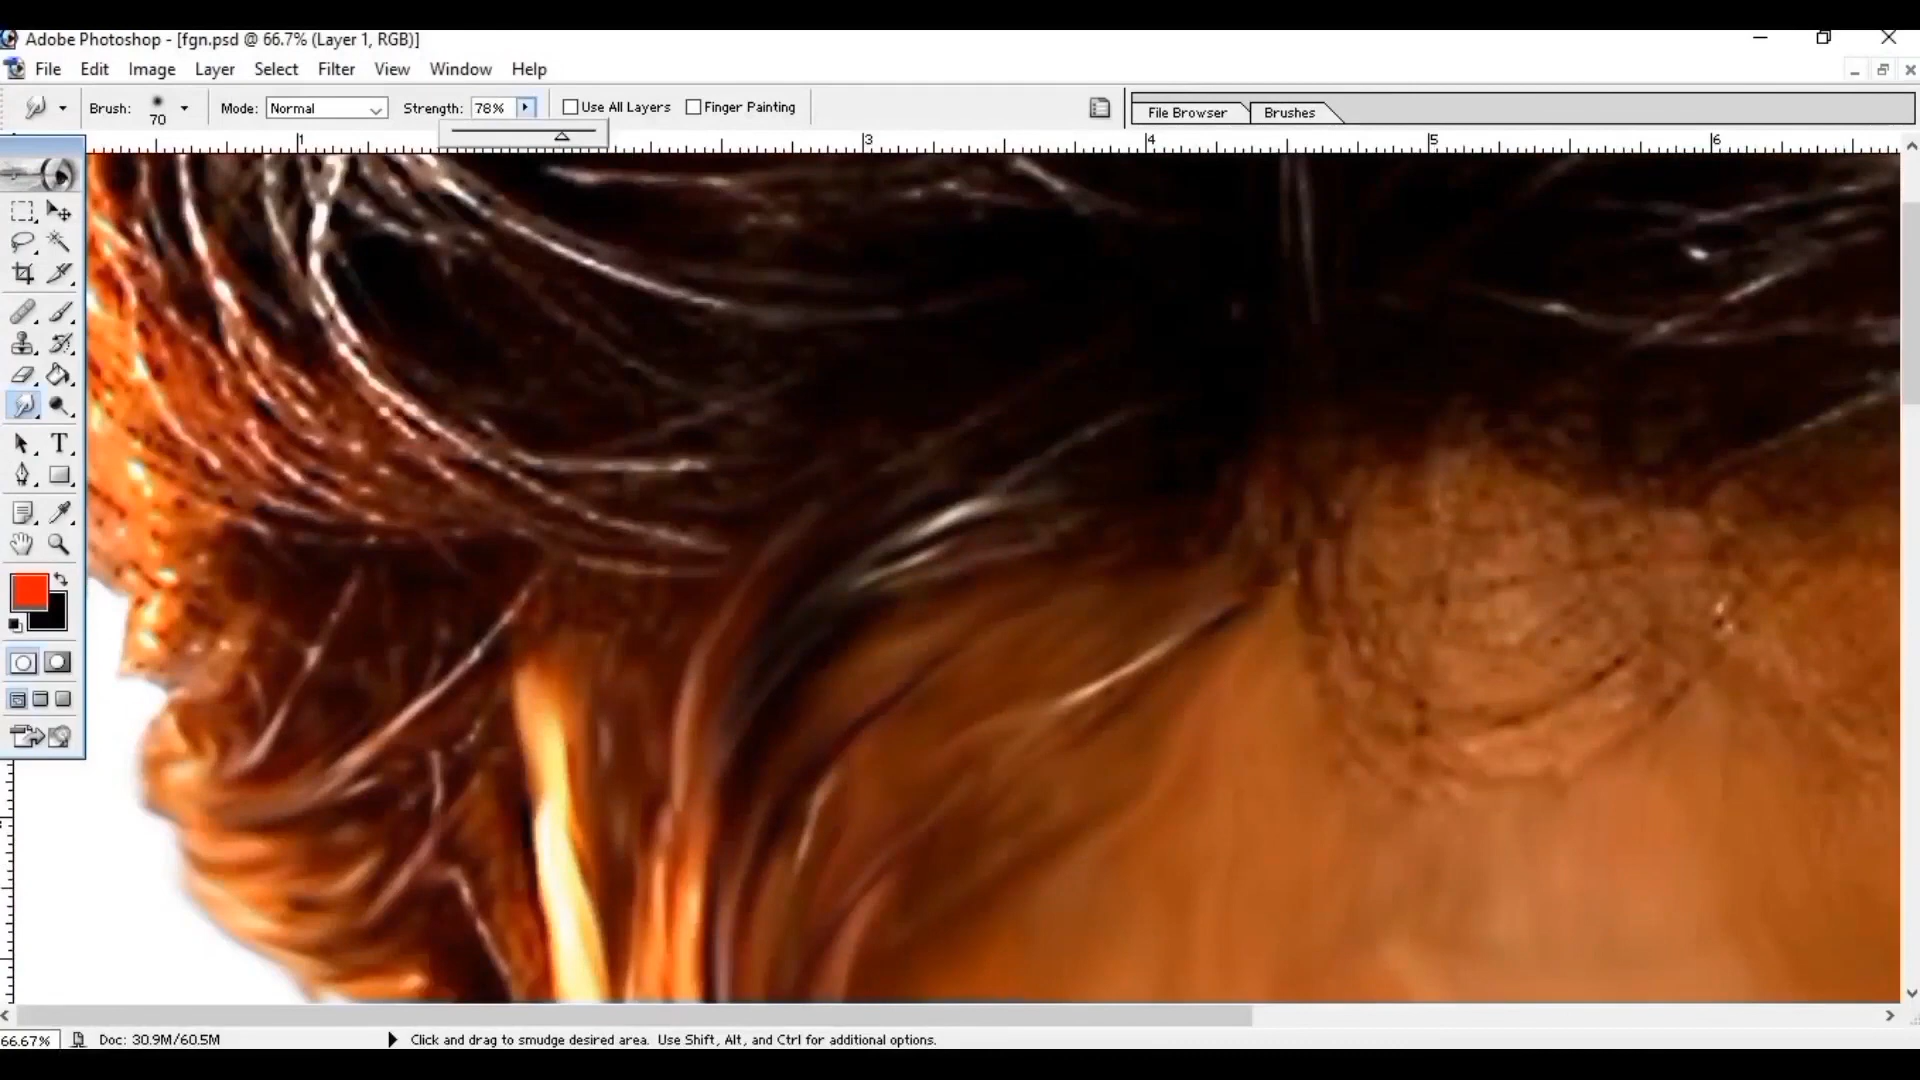 Adobe Photoshop - [fgn.psd @ 66.7% (Layer 1, RGB)]
File Edit Image Layer Select Filter View Window Help
Brush: 70 Mode: Normal Strength: 78% Use All Layers Finger Painting File Browser Brushes
1 3 4 5 6
T
66.67% Doc: 30.9M/60.5M Click and drag to smudge desired area. Use Shift, Alt, and Ctrl for additional options.